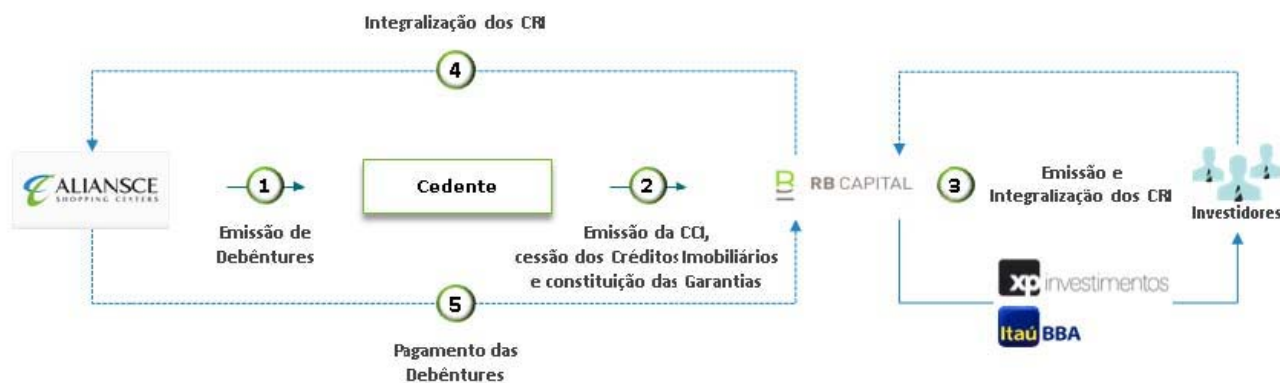 Integralização dos CRI
4
ALIANSCE
SHOPPING CENTERS
1
Emissão de
Debêntures
Cedente
2
Emissão da CCI,
cessão dos Créditos Imobiliários
e constituição das Garantias
RB CAPITAL
3
Emissão e
Integralização dos CRI
Investidores
xp investimentos
Itaú BBA
5
Pagamento das
Debêntures